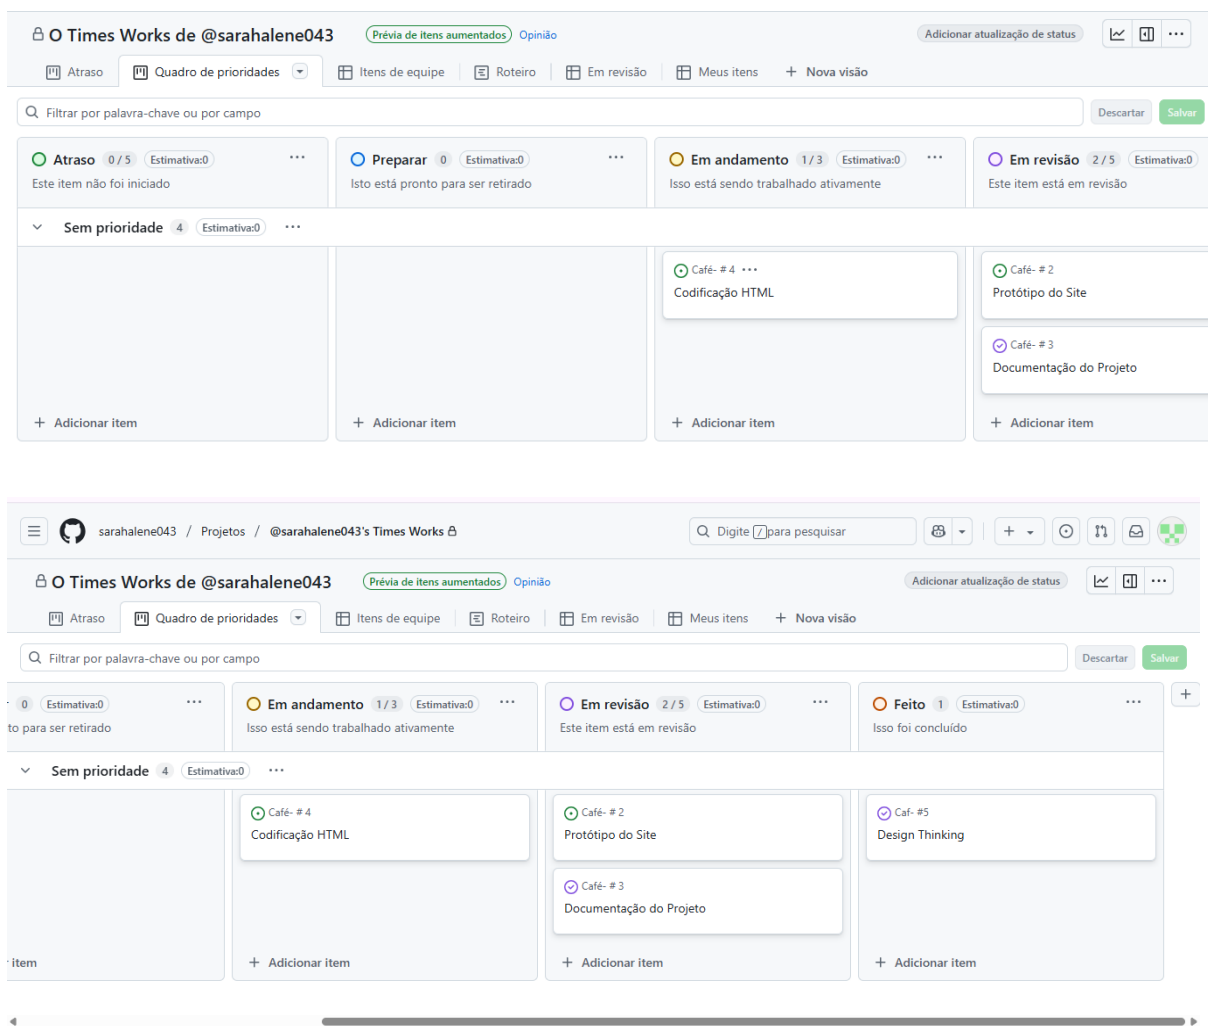 O Times Works de @sarahalene043 Prévia de itens aumentados Opinião Adicionar atualização de status
Atraso Quadro de prioridades Itens de equipe Roteiro Em revisão Meus itens + Nova visão
Filtrar por palavra-chave ou por campo Descartar Salvar
Atraso 0 / 5 Estimativa:0 ··· Preparar 0 Estimativa:0 ··· Em andamento 1 / 3 Estimativa:0 ··· Em revisão 2 / 5 Estimativa:0
Este item não foi iniciado Isto está pronto para ser retirado Isso está sendo trabalhado ativamente Este item está em revisão
Sem prioridade 4 Estimativa:0 ···
Café- # 4 ··· Café- # 2
Codificação HTML Protótipo do Site
Café- # 3
Documentação do Projeto
+ Adicionar item + Adicionar item + Adicionar item + Adicionar item
sarahalene043 / Projetos / @sarahalene043's Times Works Digite / para pesquisar
O Times Works de @sarahalene043 Prévia de itens aumentados Opinião Adicionar atualização de status
Atraso Quadro de prioridades Itens de equipe Roteiro Em revisão Meus itens + Nova visão
Filtrar por palavra-chave ou por campo Descartar Salvar
0 Estimativa:0 ··· Em andamento 1 / 3 Estimativa:0 ··· Em revisão 2 / 5 Estimativa:0 ··· Feito 1 Estimativa:0 ··· +
to para ser retirado Isso está sendo trabalhado ativamente Este item está em revisão Isso foi concluído
Sem prioridade 4 Estimativa:0 ···
Café- # 4 Café- # 2 Caf- #5
Codificação HTML Protótipo do Site Design Thinking
Café- # 3
Documentação do Projeto
item + Adicionar item + Adicionar item + Adicionar item